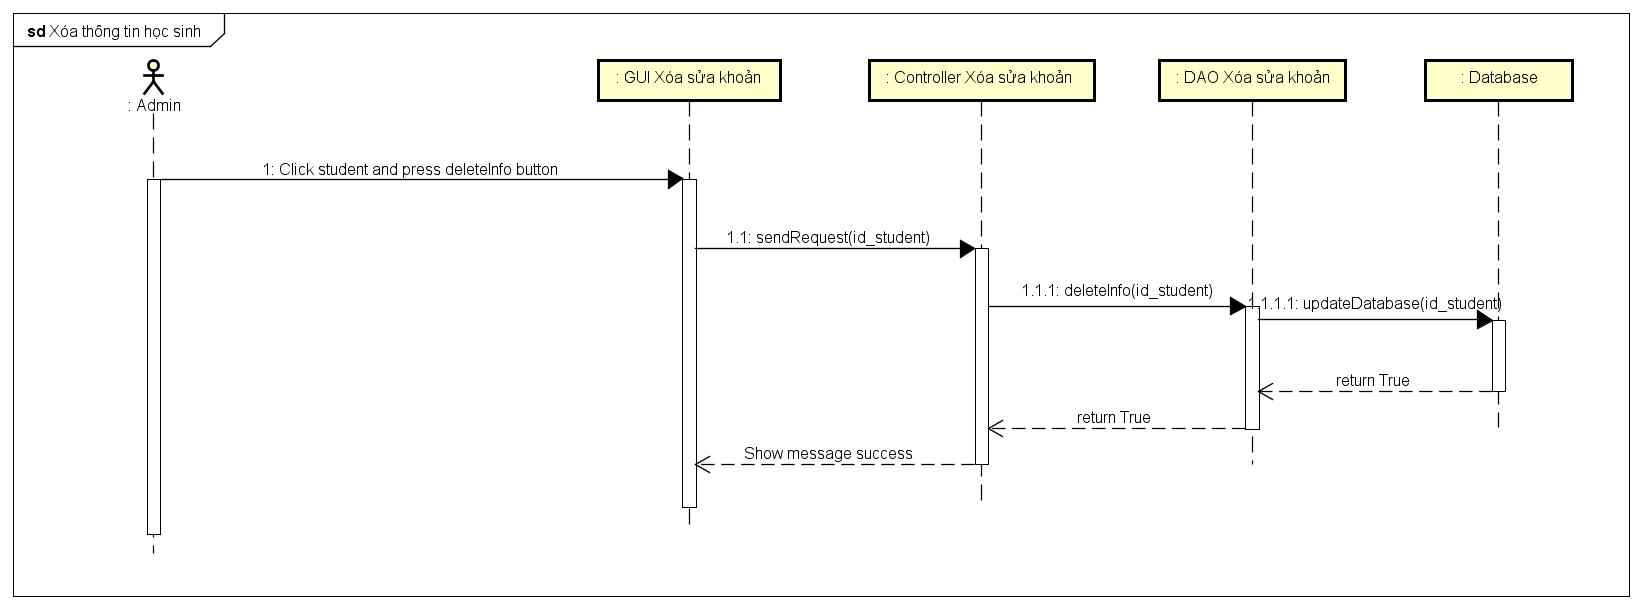 sd Xóa thông tin học sinh
: Admin
: GUI Xóa sửa khoản
: Controller Xóa sửa khoản
: DAO Xóa sửa khoản
: Database
1: Click student and press deleteInfo button
1.1: sendRequest(id_student)
1.1.1: deleteInfo(id_student)
1.1.1.1: updateDatabase(id_student)
return True
return True
Show message success